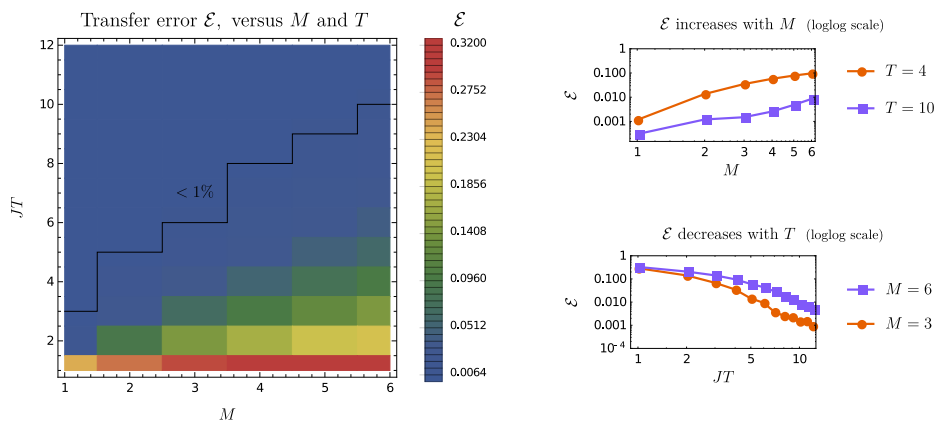 Transfer error ℰ, versus M and T
12
10
8
6
4
2
JT
< 1%
1 2 3 4 5 6
M
ℰ
0.3200
0.2752
0.2304
0.1856
0.1408
0.0960
0.0512
0.0064
ℰ increases with M (loglog scale)
1
0.100
0.010
0.001
ℰ
1 2 3 4 5 6
M
T = 4
T = 10
ℰ decreases with T (loglog scale)
1
0.100
0.010
0.001
10⁻⁴
ℰ
1 2 5 10
JT
M = 6
M = 3